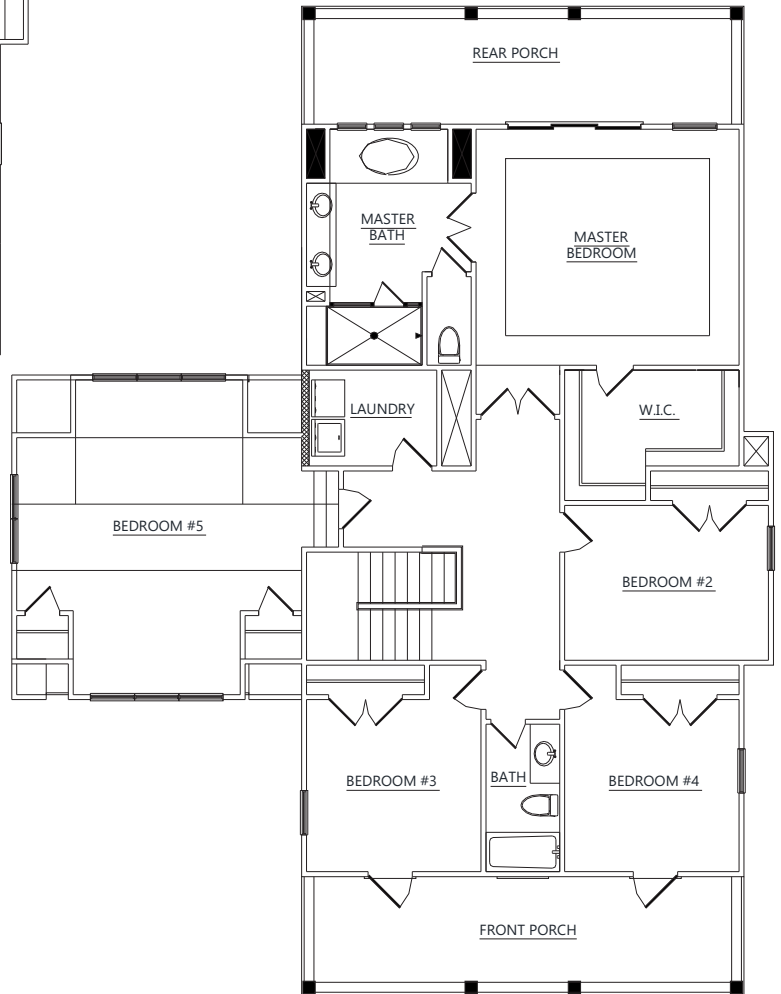 REAR PORCH
MASTER
BATH
MASTER
BEDROOM
LAUNDRY
W.I.C.
BEDROOM #5
BEDROOM #2
BEDROOM #3
BATH
BEDROOM #4
FRONT PORCH